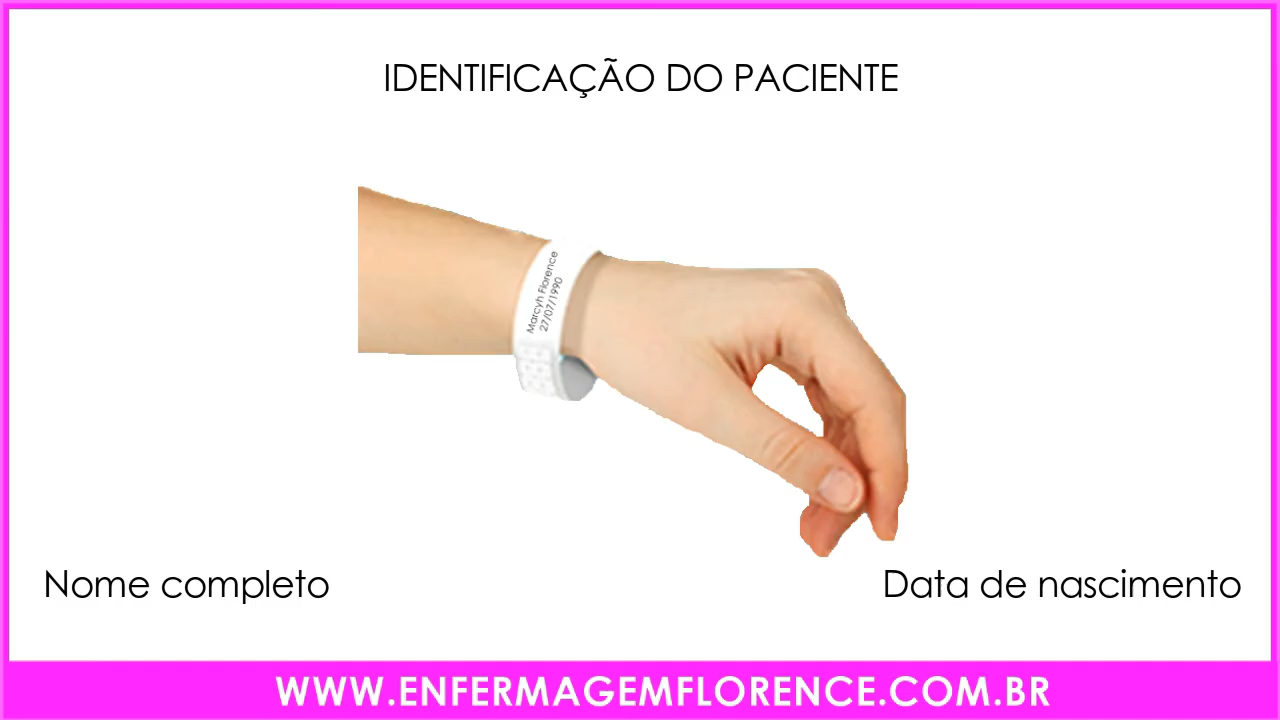 IDENTIFICAÇÃO DO PACIENTE
Marcyh Florence
27/07/1990
Nome completo
Data de nascimento
WWW.ENFERMAGEMFLORENCE.COM.BR